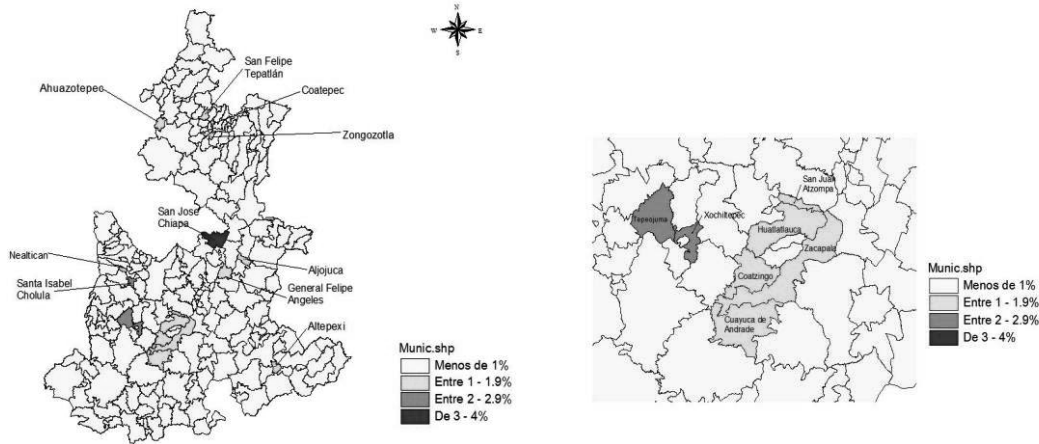 N
W
E
S
San Felipe
Tepatlán
Ahuazotepec
Coatepec
Zongozotla
San José
Chiapa
Nealtican
Santa Isabel
Cholula
Aljojuca
General Felipe
Angeles
Altepexi
Munic.shp
Menos de 1%
Entre 1 - 1.9%
Entre 2 - 2.9%
De 3 - 4%
San Juan
Atzompa
Tepeojuma
Xochiltepec
Huatlatlauca
Zacapala
Coatzingo
Cuayuca de
Andrade
Munic.shp
Menos de 1%
Entre 1 - 1.9%
Entre 2 - 2.9%
De 3 - 4%